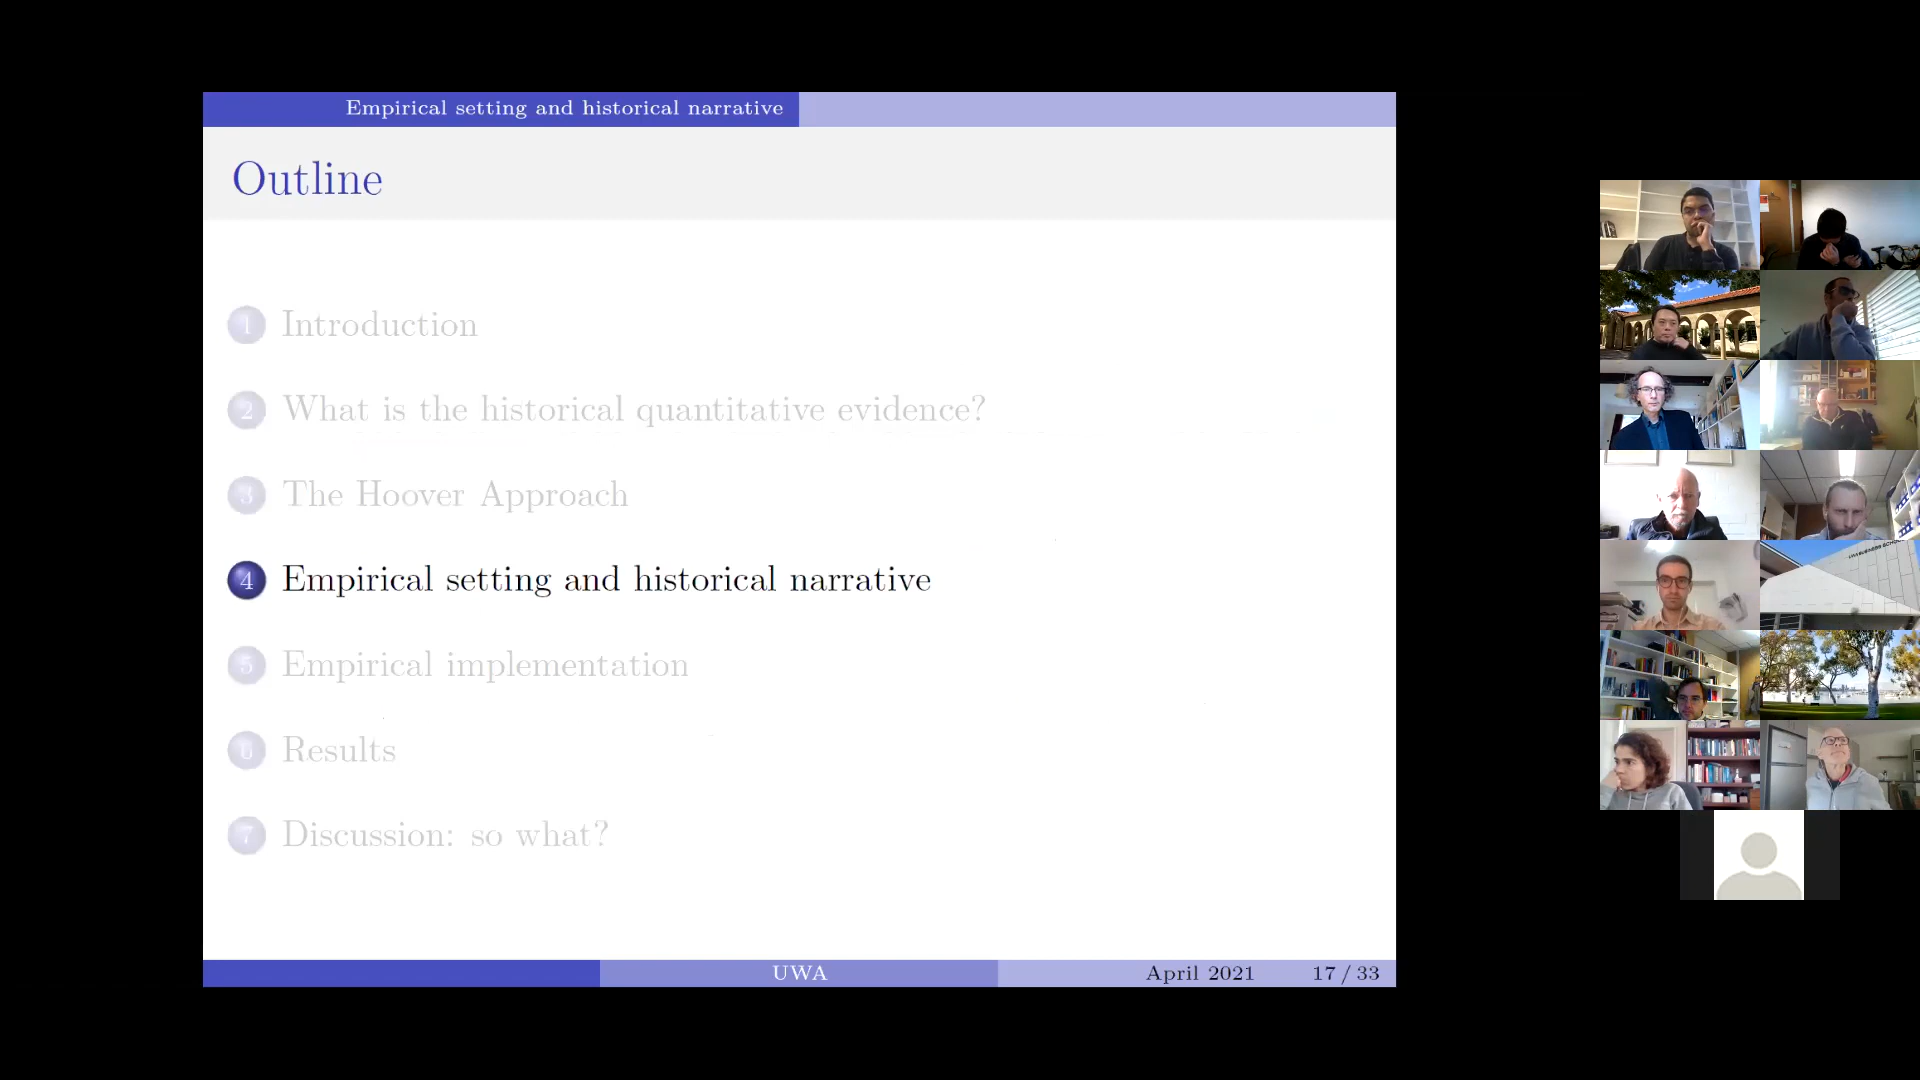 Empirical setting and historical narrative
Outline
1 Introduction
2 What is the historical quantitative evidence?
3 The Hoover Approach
4 Empirical setting and historical narrative
5 Empirical implementation
6 Results
7 Discussion: so what?
UWA
April 2021
17 / 33